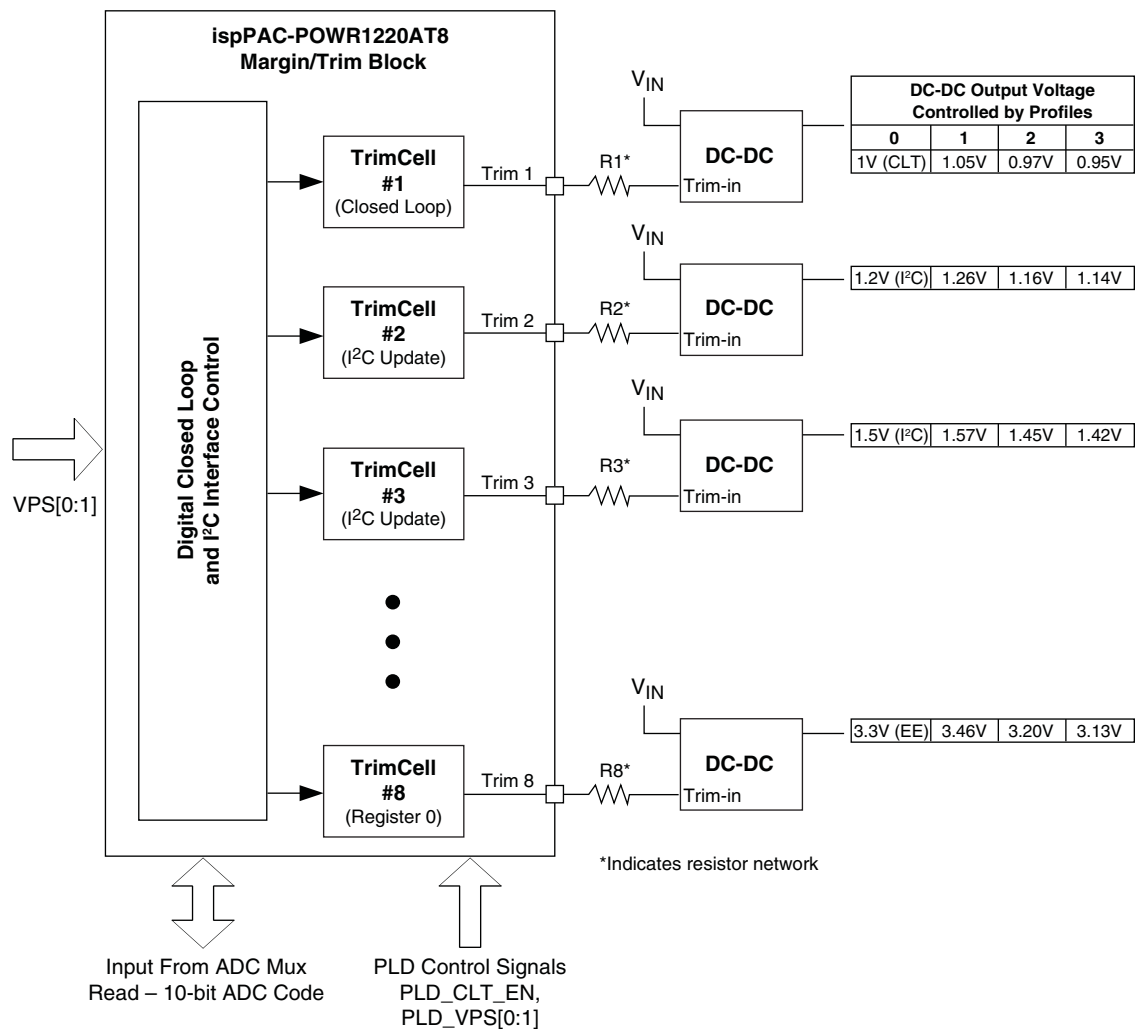 ispPAC-POWR1220AT8
Margin/Trim Block
Digital Closed Loop
and I²C Interface Control
VPS[0:1]
TrimCell
#1
(Closed Loop)
Trim 1
R1*
VIN
DC-DC
Trim-in
DC-DC Output Voltage
Controlled by Profiles
0 1 2 3
1V (CLT) 1.05V 0.97V 0.95V
TrimCell
#2
(I²C Update)
Trim 2
R2*
VIN
DC-DC
Trim-in
1.2V (I²C) 1.26V 1.16V 1.14V
TrimCell
#3
(I²C Update)
Trim 3
R3*
VIN
DC-DC
Trim-in
1.5V (I²C) 1.57V 1.45V 1.42V
TrimCell
#8
(Register 0)
Trim 8
R8*
VIN
DC-DC
Trim-in
3.3V (EE) 3.46V 3.20V 3.13V
*Indicates resistor network
Input From ADC Mux
Read – 10-bit ADC Code
PLD Control Signals
PLD_CLT_EN,
PLD_VPS[0:1]